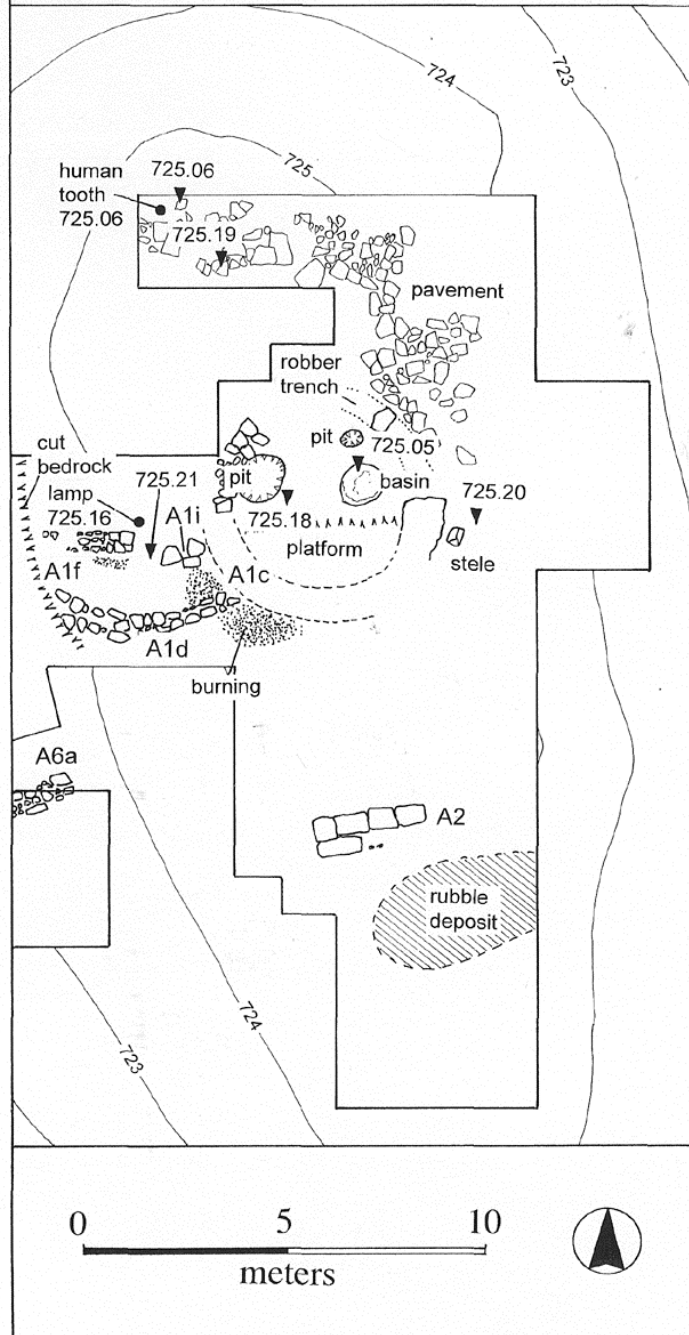 724
723
725
human
tooth
725.06
725.06
725.19
pavement
robber
trench
pit
725.05
cut
bedrock
725.21
pit
basin
lamp
725.16
A1i
725.18
725.20
platform
stele
A1f
A1c
A1d
burning
A6a
A2
rubble
deposit
724
723
0
5
10
meters